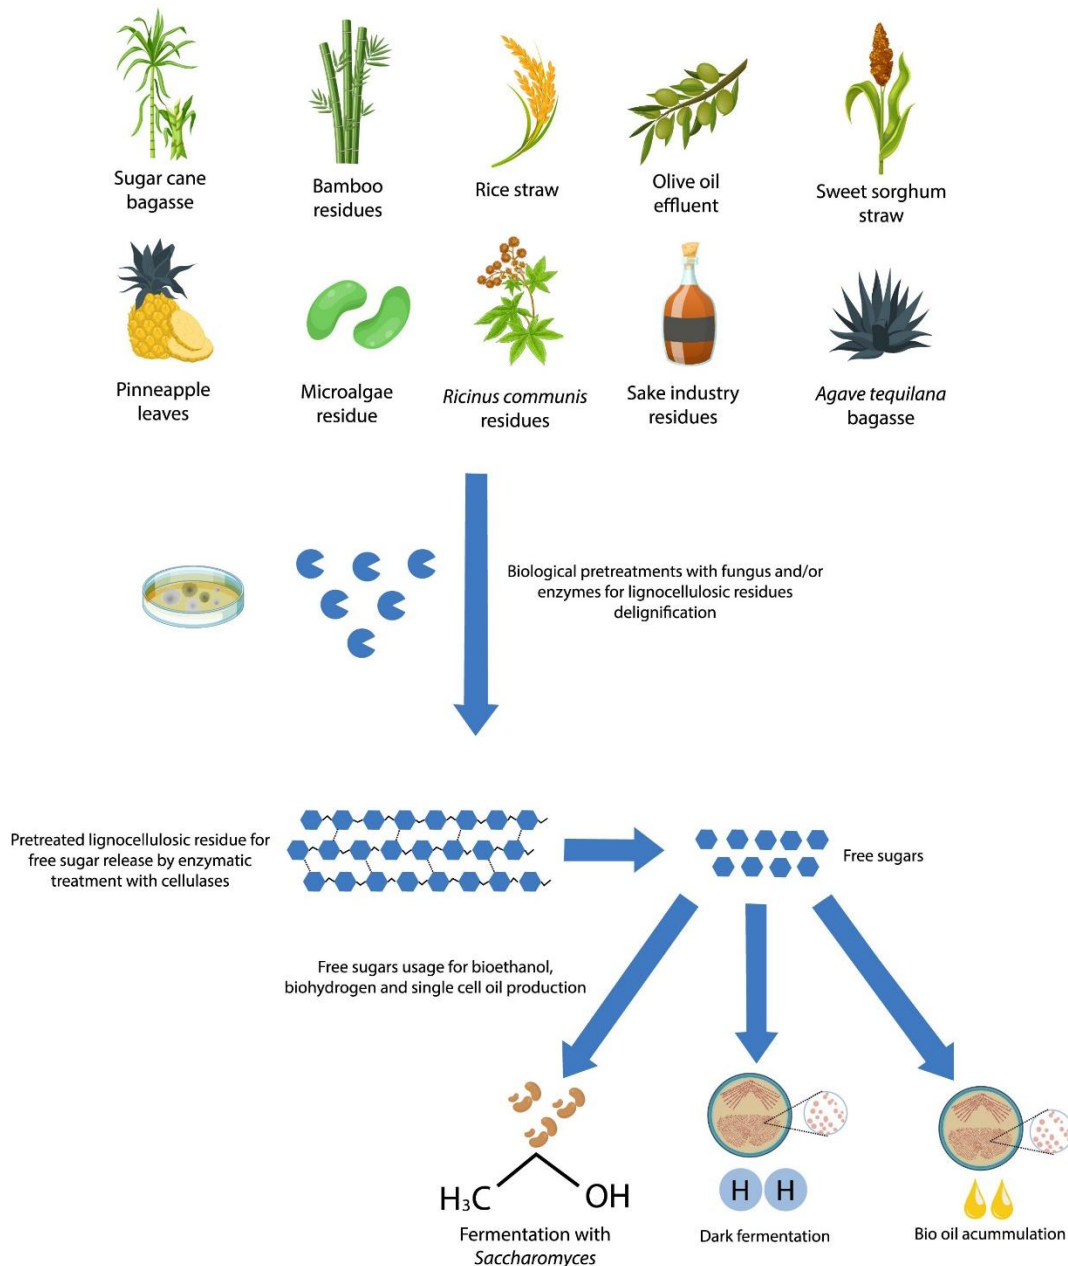 Sugar cane
bagasse
Bamboo
residues
Rice straw
Olive oil
effluent
Sweet sorghum
straw
Pinneapple
leaves
Microalgae
residue
Ricinus communis
residues
Sake industry
residues
Agave tequilana
bagasse
Biological pretreatments with fungus and/or
enzymes for lignocellulosic residues
delignification
Pretreated lignocellulosic residue for
free sugar release by enzymatic
treatment with cellulases
Free sugars
Free sugars usage for bioethanol,
biohydrogen and single cell oil production
H₃C OH
Fermentation with
Saccharomyces
H H
Dark fermentation
Bio oil acummulation